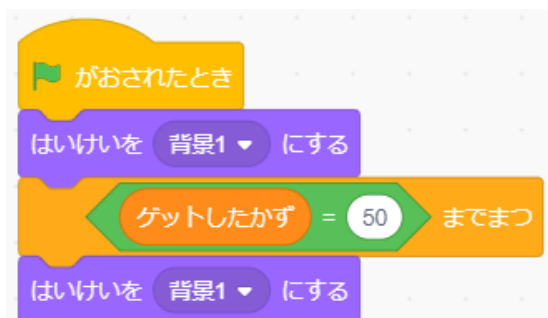 がおされたとき
はいけいを 背景1 にする
ゲットしたかず = 50 までまつ
はいけいを 背景1 にする